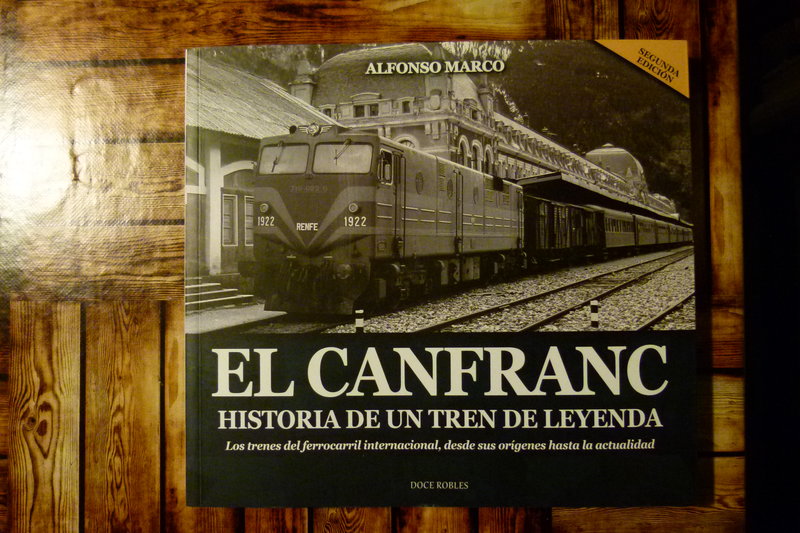 ALFONSO MARCO
SEGUNDA
EDICIÓN
1922
RENFE
1922
EL CANFRANC
HISTORIA DE UN TREN DE LEYENDA
Los trenes del ferrocarril internacional, desde sus orígenes hasta la actualidad
DOCE ROBLES